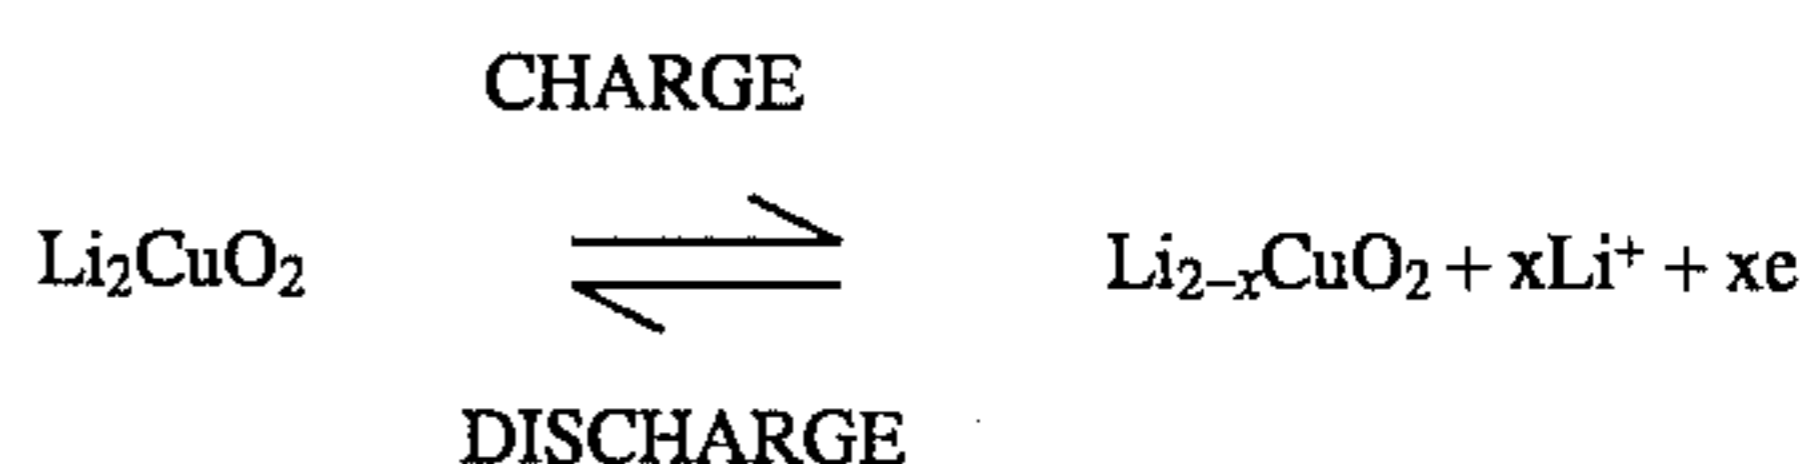 CHARGE
Li₂CuO₂ ⇌ Li₂₋ₓCuO₂ + xLi⁺ + xe
DISCHARGE